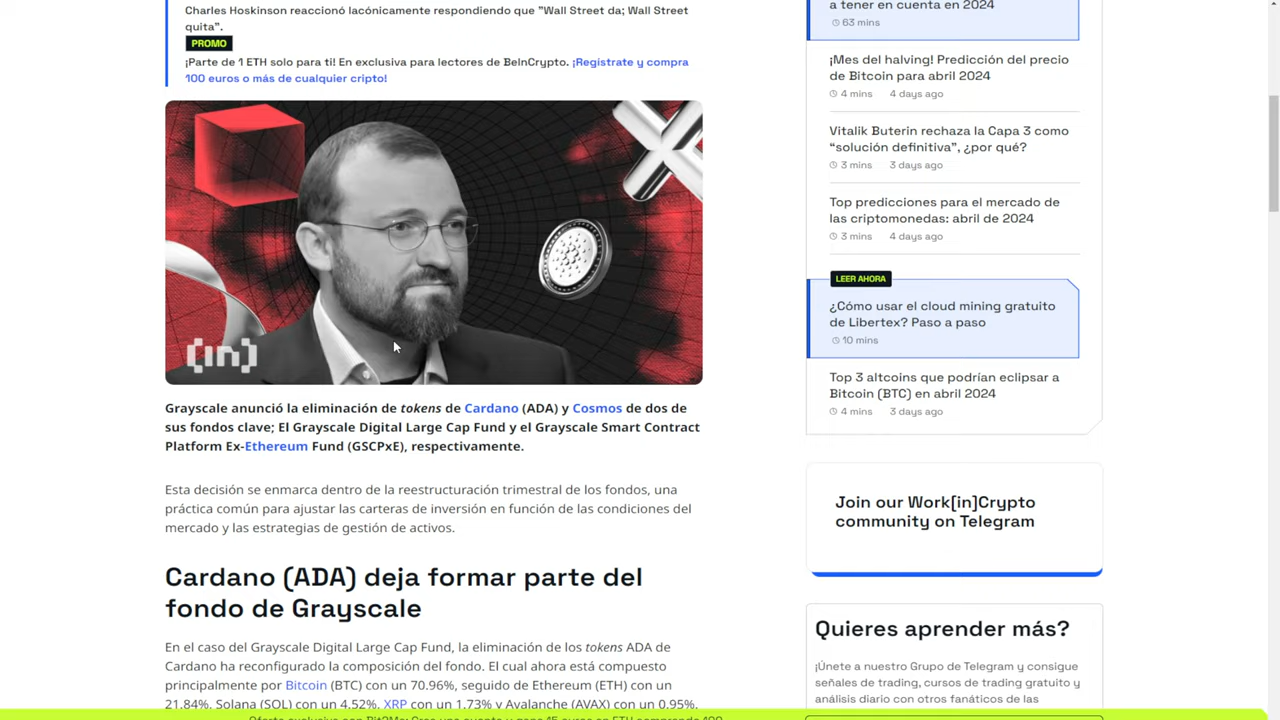 Charles Hoskinson reaccionó lacónicamente respondiendo que "Wall Street da; Wall Street
quita".
PROMO
¡Parte de 1 ETH solo para ti! En exclusiva para lectores de BeInCrypto. ¡Regístrate y compra
100 euros o más de cualquier cripto!
[in]
Grayscale anunció la eliminación de tokens de Cardano (ADA) y Cosmos de dos de
sus fondos clave; El Grayscale Digital Large Cap Fund y el Grayscale Smart Contract
Platform Ex-Ethereum Fund (GSCPxE), respectivamente.
Esta decisión se enmarca dentro de la reestructuración trimestral de los fondos, una
práctica común para ajustar las carteras de inversión en función de las condiciones del
mercado y las estrategias de gestión de activos.
Cardano (ADA) deja formar parte del
fondo de Grayscale
En el caso del Grayscale Digital Large Cap Fund, la eliminación de los tokens ADA de
Cardano ha reconfigurado la composición del fondo. El cual ahora está compuesto
principalmente por Bitcoin (BTC) con un 70.96%, seguido de Ethereum (ETH) con un
21.84%, Solana (SOL) con un 4.52%, XRP con un 1.73% y Avalanche (AVAX) con un 0.95%.
a tener en cuenta en 2024
63 mins
¡Mes del halving! Predicción del precio
de Bitcoin para abril 2024
4 mins 4 days ago
Vitalik Buterin rechaza la Capa 3 como
“solución definitiva”, ¿por qué?
3 mins 3 days ago
Top predicciones para el mercado de
las criptomonedas: abril de 2024
3 mins 4 days ago
LEER AHORA
¿Cómo usar el cloud mining gratuito
de Libertex? Paso a paso
10 mins
Top 3 altcoins que podrían eclipsar a
Bitcoin (BTC) en abril 2024
4 mins 3 days ago
Join our Work[in]Crypto
community on Telegram
Quieres aprender más?
¡Únete a nuestro Grupo de Telegram y consigue
señales de trading, cursos de trading gratuito y
análisis diario con otros fanáticos de las